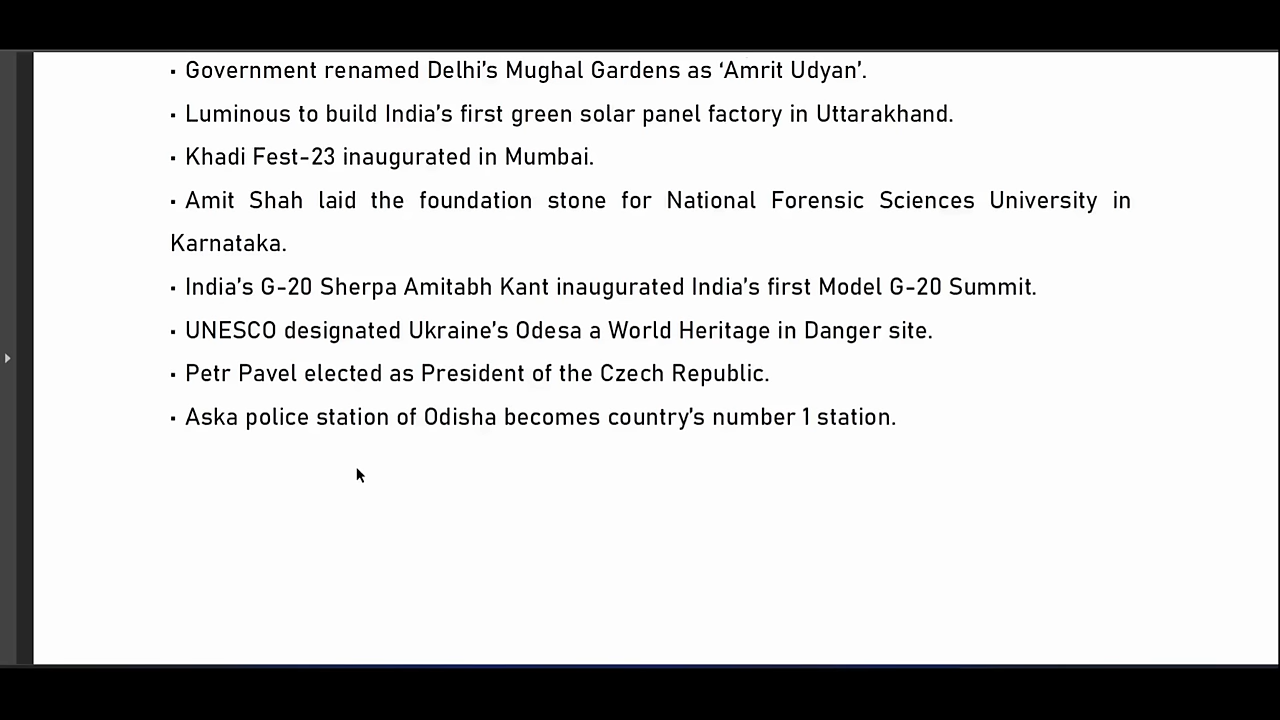 ▪ Government renamed Delhi’s Mughal Gardens as ‘Amrit Udyan’.
▪ Luminous to build India’s first green solar panel factory in Uttarakhand.
▪ Khadi Fest-23 inaugurated in Mumbai.
▪ Amit Shah laid the foundation stone for National Forensic Sciences University in
Karnataka.
▪ India’s G-20 Sherpa Amitabh Kant inaugurated India’s first Model G-20 Summit.
▪ UNESCO designated Ukraine’s Odesa a World Heritage in Danger site.
▪ Petr Pavel elected as President of the Czech Republic.
▪ Aska police station of Odisha becomes country’s number 1 station.